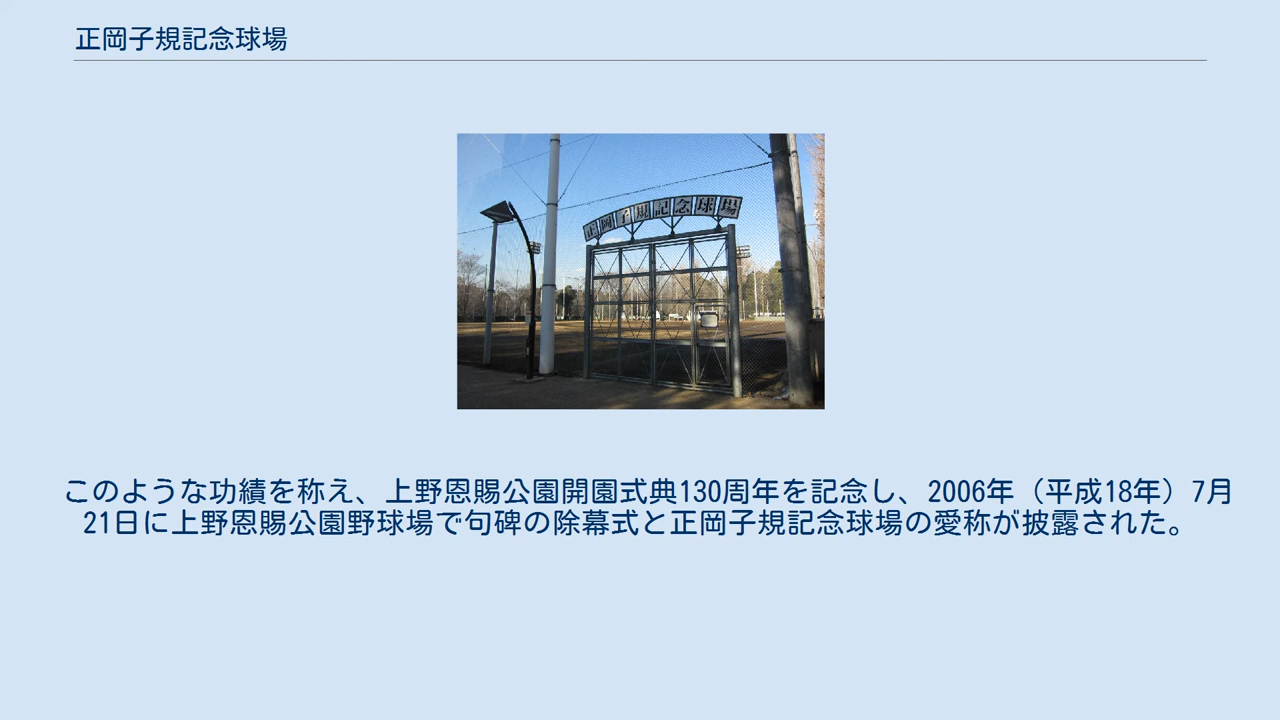 正岡子規記念球場
正岡子規記念球場
このような功績を称え、上野恩賜公園開園式典130周年を記念し、2006年（平成18年）7月
21日に上野恩賜公園野球場で句碑の除幕式と正岡子規記念球場の愛称が披露された。